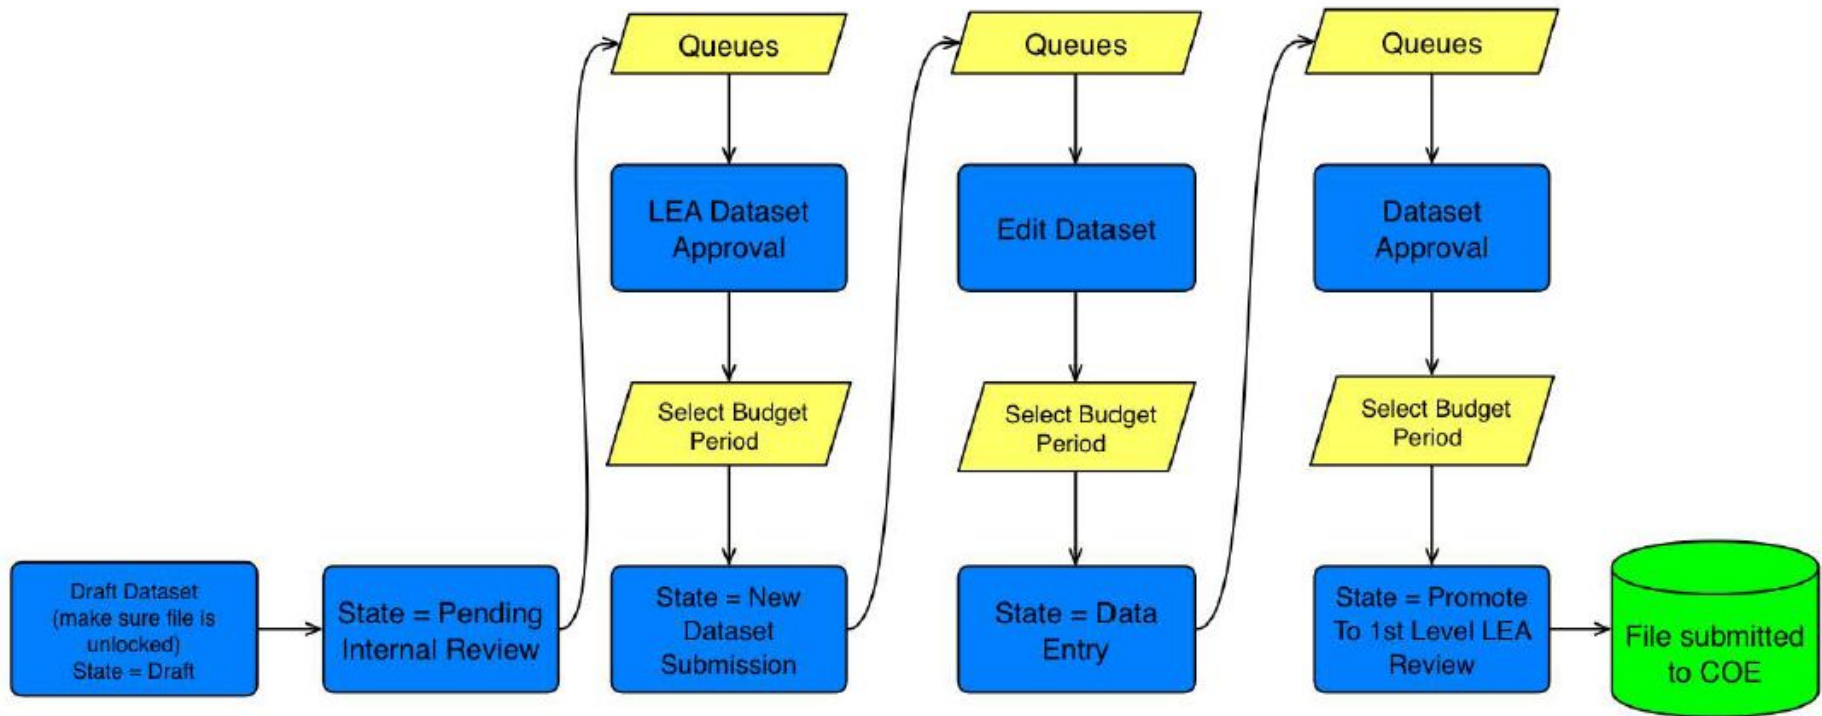 Queues
Queues
Queues
LEA Dataset
Approval
Edit Dataset
Dataset
Approval
Select Budget
Period
Select Budget
Period
Select Budget
Period
Draft Dataset
(make sure file is
unlocked)
State = Draft
State = Pending
Internal Review
State = New
Dataset
Submission
State = Data
Entry
State = Promote
To 1st Level LEA
Review
File submitted
to COE